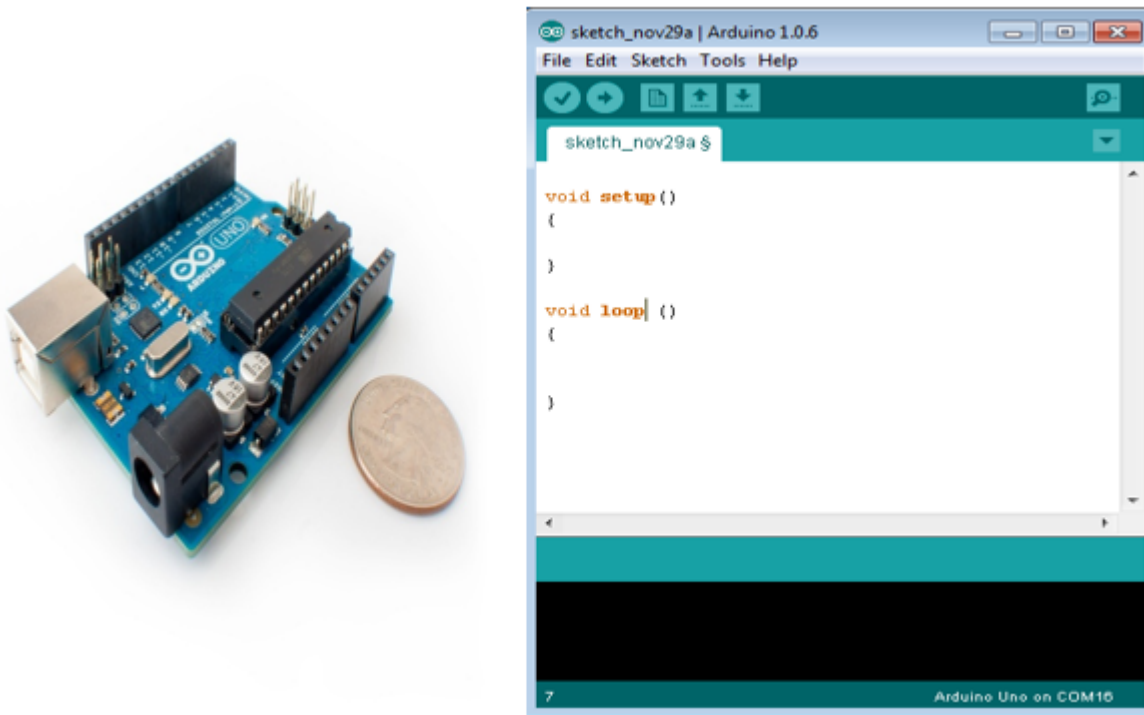 ARDUINO
UNO
sketch_nov29a | Arduino 1.0.6
File Edit Sketch Tools Help
sketch_nov29a §
void setup()
{
}
void loop ()
{
}
7
Arduino Uno on COM16